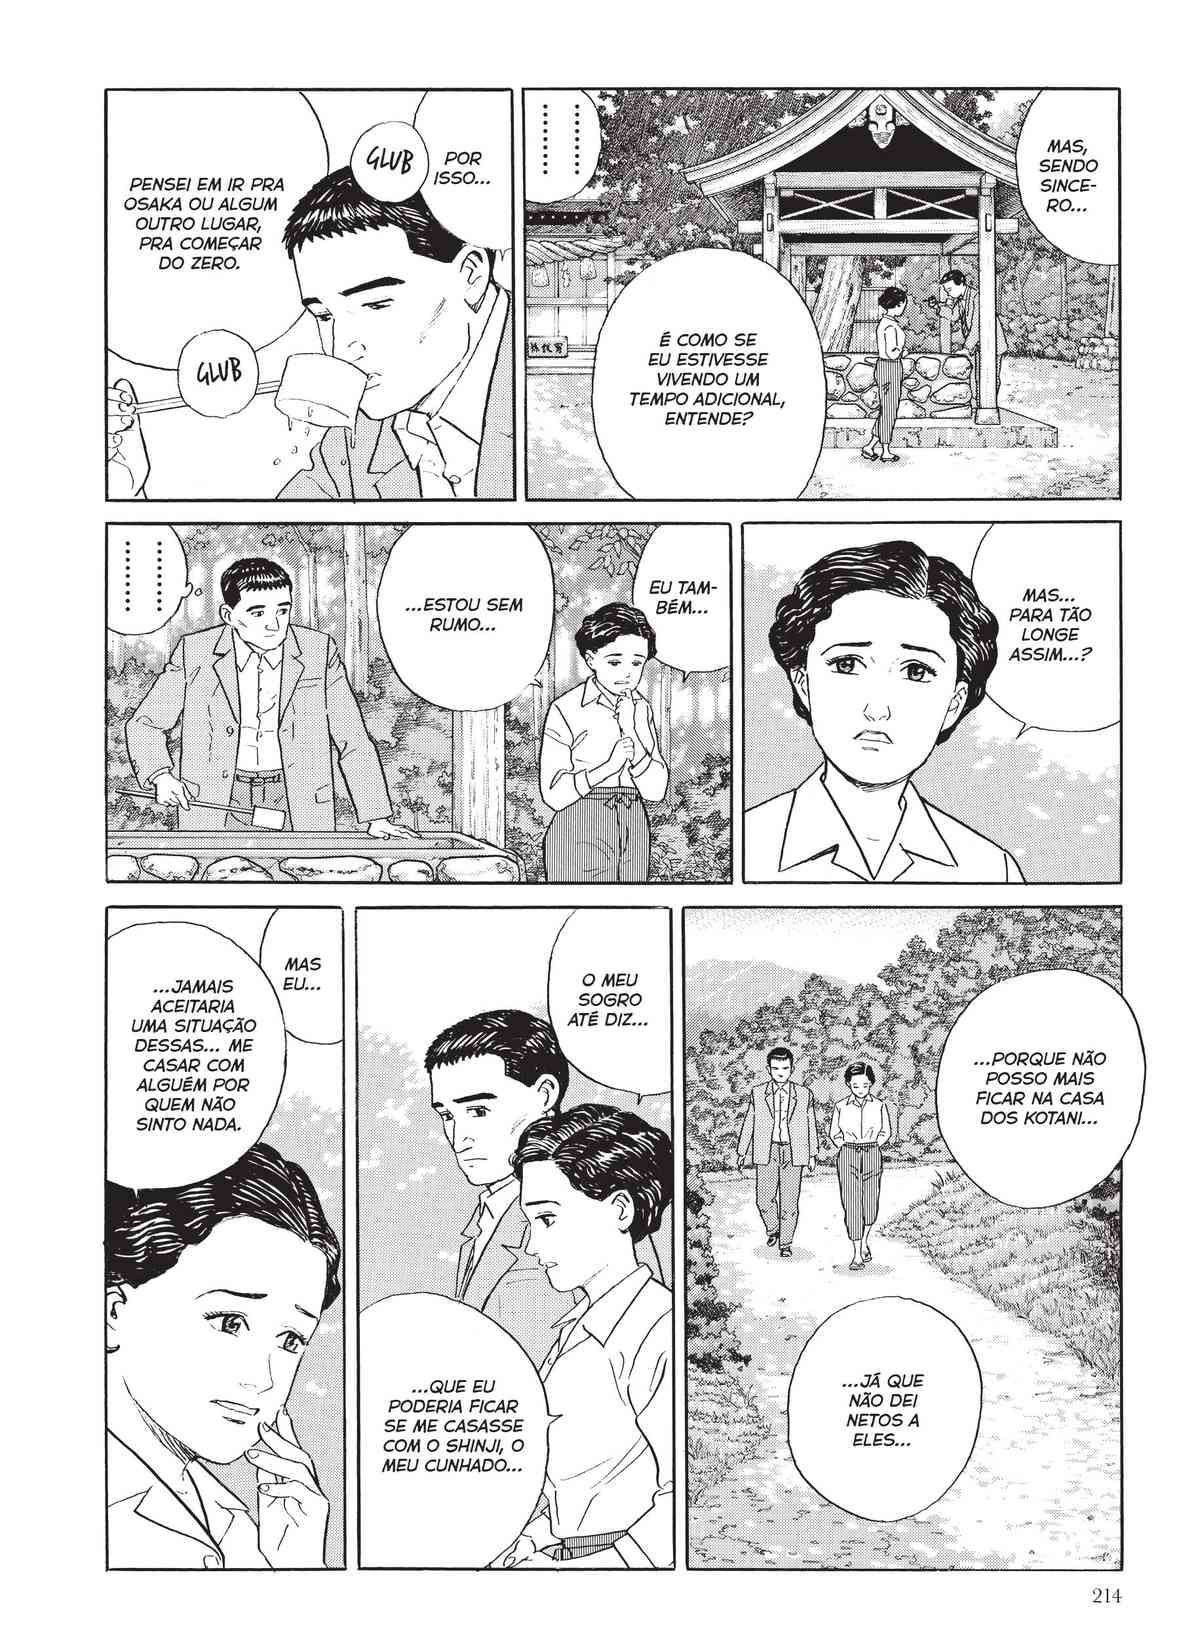 MAS,
SENDO
SINCE-
RO...
É COMO SE
EU ESTIVESSE
VIVENDO UM
TEMPO ADICIONAL,
ENTENDE?
POR
ISSO...
GLUB
PENSEI EM IR PRA
OSAKA OU ALGUM
OUTRO LUGAR,
PRA COMEÇAR
DO ZERO.
GLUB
MAS...
PARA TÃO
LONGE
ASSIM...?
EU TAM-
BÉM...
...ESTOU SEM
RUMO...
...PORQUE NÃO
POSSO MAIS
FICAR NA CASA
DOS KOTANI...
...JÁ QUE
NÃO DEI
NETOS A
ELES...
O MEU
SOGRO
ATÉ DIZ...
...QUE EU
PODERIA FICAR
SE ME CASASSE
COM O SHINJI, O
MEU CUNHADO...
MAS
EU...
...JAMAIS
ACEITARIA
UMA SITUAÇÃO
DESSAS... ME
CASAR COM
ALGUÉM POR
QUEM NÃO
SINTO NADA.
214